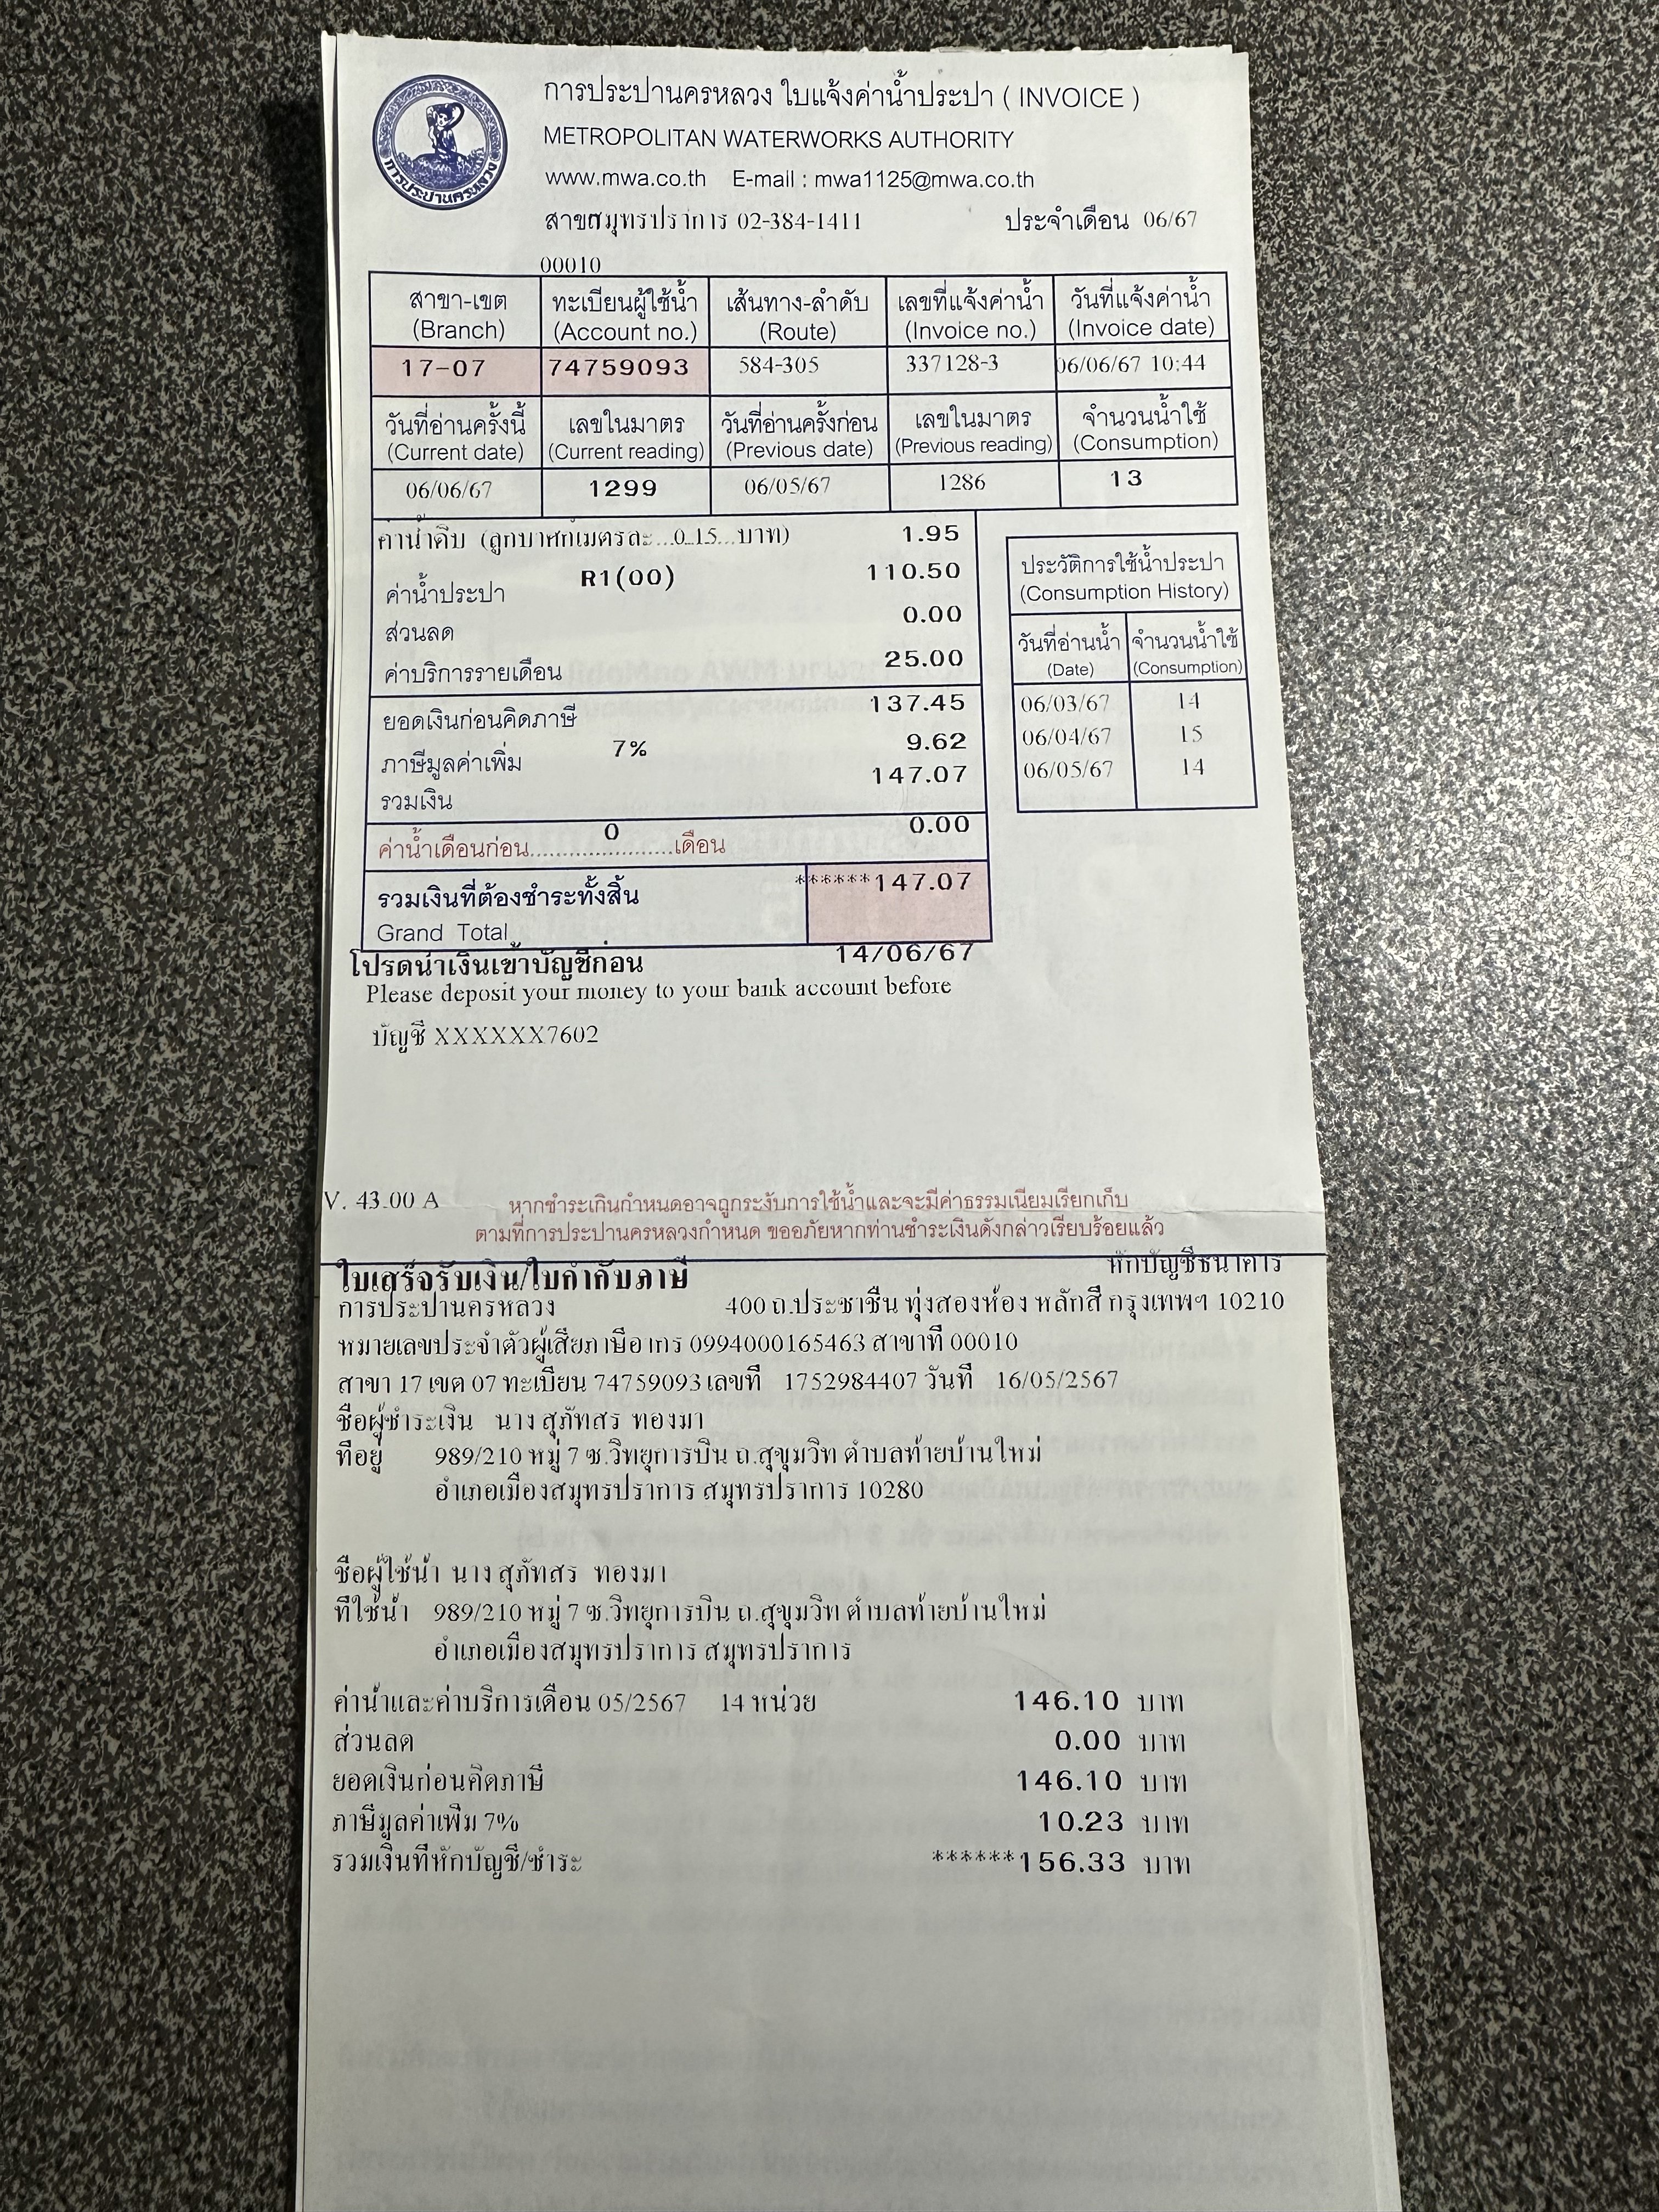 การประปานครหลวง ใบแจ้งค่าน้ำประปา ( INVOICE )
METROPOLITAN WATERWORKS AUTHORITY
www.mwa.co.th E-mail : mwa1125@mwa.co.th
การประปานครหลวง
สาขาสมุทรปราการ 02-384-1411 ประจำเดือน 06/67
00010
สาขา-เขต ทะเบียนผู้ใช้น้ำ เส้นทาง-ลำดับ เลขที่แจ้งค่าน้ำ วันที่แจ้งค่าน้ำ
(Branch) (Account no.) (Route) (Invoice no.) (Invoice date)
17-07 74759093 584-305 337128-3 06/06/67 10:44
วันที่อ่านครั้งนี้ เลขในมาตร วันที่อ่านครั้งก่อน เลขในมาตร จำนวนน้ำใช้
(Current date) (Current reading) (Previous date) (Previous reading) (Consumption)
06/06/67 1299 06/05/67 1286 13
ค่าน้ำดิบ (ลูกบาศก์เมตรละ...0.15...บาท) 1.95
ค่าน้ำประปา R1(00) 110.50
ส่วนลด 0.00
ค่าบริการรายเดือน 25.00
ยอดเงินก่อนคิดภาษี 137.45
ภาษีมูลค่าเพิ่ม 7% 9.62
รวมเงิน 147.07
ค่าน้ำเดือนก่อน..........0..........เดือน 0.00
รวมเงินที่ต้องชำระทั้งสิ้น ******147.07
Grand Total
ประวัติการใช้น้ำประปา
(Consumption History)
วันที่อ่านน้ำ จำนวนน้ำใช้
(Date) (Consumption)
06/03/67 14
06/04/67 15
06/05/67 14
โปรดนำเงินเข้าบัญชีก่อน 14/06/67
Please deposit your money to your bank account before
บัญชี XXXXXX7602
V. 43.00 A
หากชำระเกินกำหนดอาจถูกระงับการใช้น้ำและจะมีค่าธรรมเนียมเรียกเก็บ
ตามที่การประปานครหลวงกำหนด ขออภัยหากท่านชำระเงินดังกล่าวเรียบร้อยแล้ว
หักบัญชีธนาคาร
ใบเสร็จรับเงิน/ใบกำกับภาษี
การประปานครหลวง 400 ถ.ประชาชื่น ทุ่งสองห้อง หลักสี่ กรุงเทพฯ 10210
หมายเลขประจำตัวผู้เสียภาษีอากร 0994000165463 สาขาที่ 00010
สาขา 17 เขต 07 ทะเบียน 74759093 เลขที่ 1752984407 วันที่ 16/05/2567
ชื่อผู้ชำระเงิน นาง สุภัทสร ทองมา
ที่อยู่ 989/210 หมู่ 7 ซ.วิทยุการบิน ถ.สุขุมวิท ตำบลท้ายบ้านใหม่
อำเภอเมืองสมุทรปราการ สมุทรปราการ 10280
ชื่อผู้ใช้น้ำ นาง สุภัทสร ทองมา
ที่ใช้น้ำ 989/210 หมู่ 7 ซ.วิทยุการบิน ถ.สุขุมวิท ตำบลท้ายบ้านใหม่
อำเภอเมืองสมุทรปราการ สมุทรปราการ
ค่าน้ำและค่าบริการเดือน 05/2567 14 หน่วย 146.10 บาท
ส่วนลด 0.00 บาท
ยอดเงินก่อนคิดภาษี 146.10 บาท
ภาษีมูลค่าเพิ่ม 7% 10.23 บาท
รวมเงินที่หักบัญชี/ชำระ ******156.33 บาท